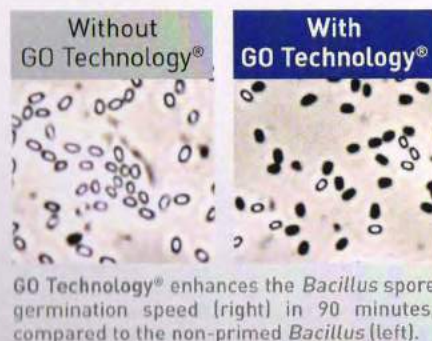 Without
GO Technology®
With
GO Technology®
GO Technology® enhances the Bacillus spore
germination speed (right) in 90 minutes
compared to the non-primed Bacillus (left).